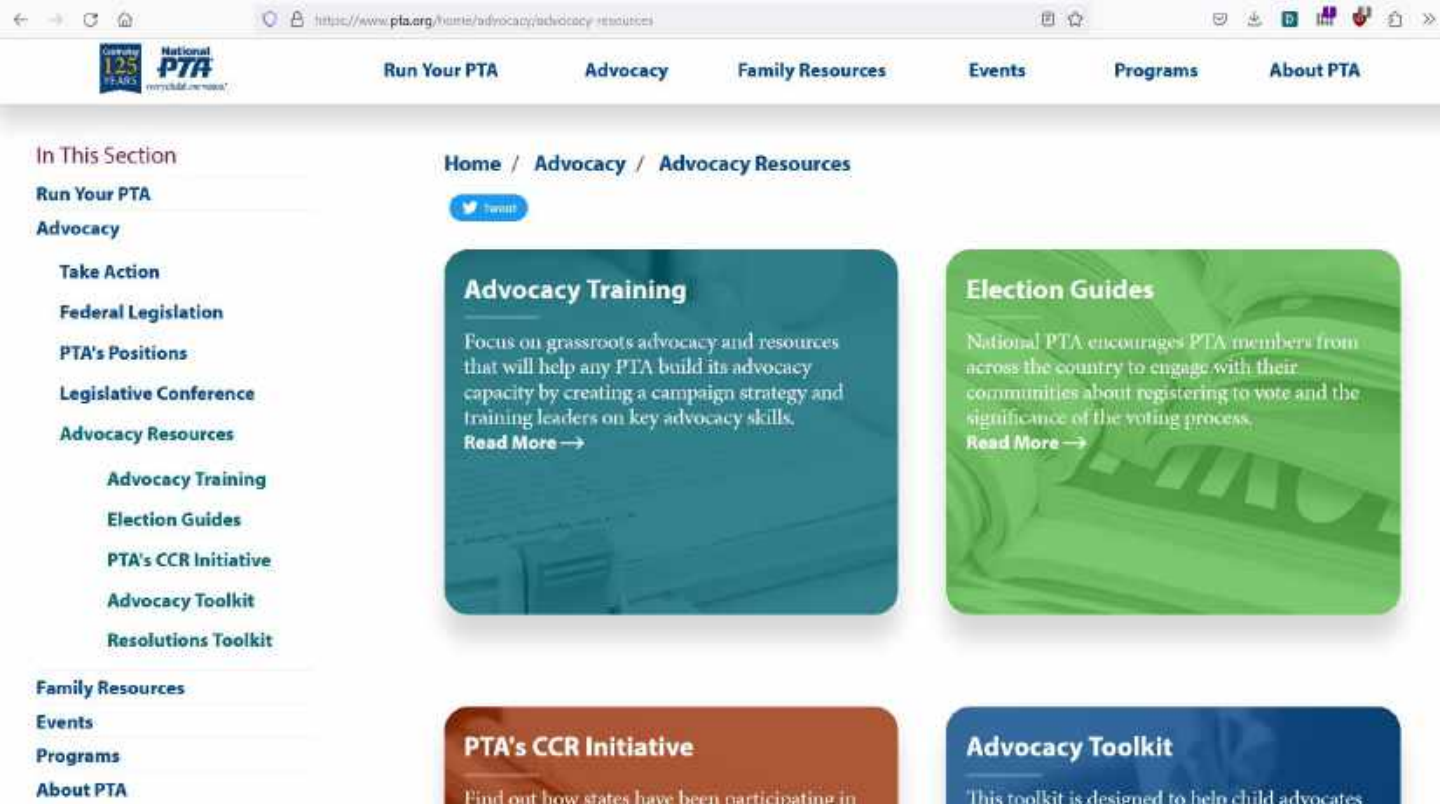 https://www.pta.org/home/advocacy/advocacy-resources
Celebrating
125
YEARS
National
PTA
everychild. one voice.®
Run Your PTA
Advocacy
Family Resources
Events
Programs
About PTA
In This Section
Run Your PTA
Advocacy
Take Action
Federal Legislation
PTA's Positions
Legislative Conference
Advocacy Resources
Advocacy Training
Election Guides
PTA's CCR Initiative
Advocacy Toolkit
Resolutions Toolkit
Family Resources
Events
Programs
About PTA
Home / Advocacy / Advocacy Resources
Tweet
Advocacy Training
Focus on grassroots advocacy and resources
that will help any PTA build its advocacy
capacity by creating a campaign strategy and
training leaders on key advocacy skills.
Read More
Election Guides
National PTA encourages PTA members from
across the country to engage with their
communities about registering to vote and the
significance of the voting process.
Read More
PTA's CCR Initiative
Find out how states have been participating in
Advocacy Toolkit
This toolkit is designed to help child advocates